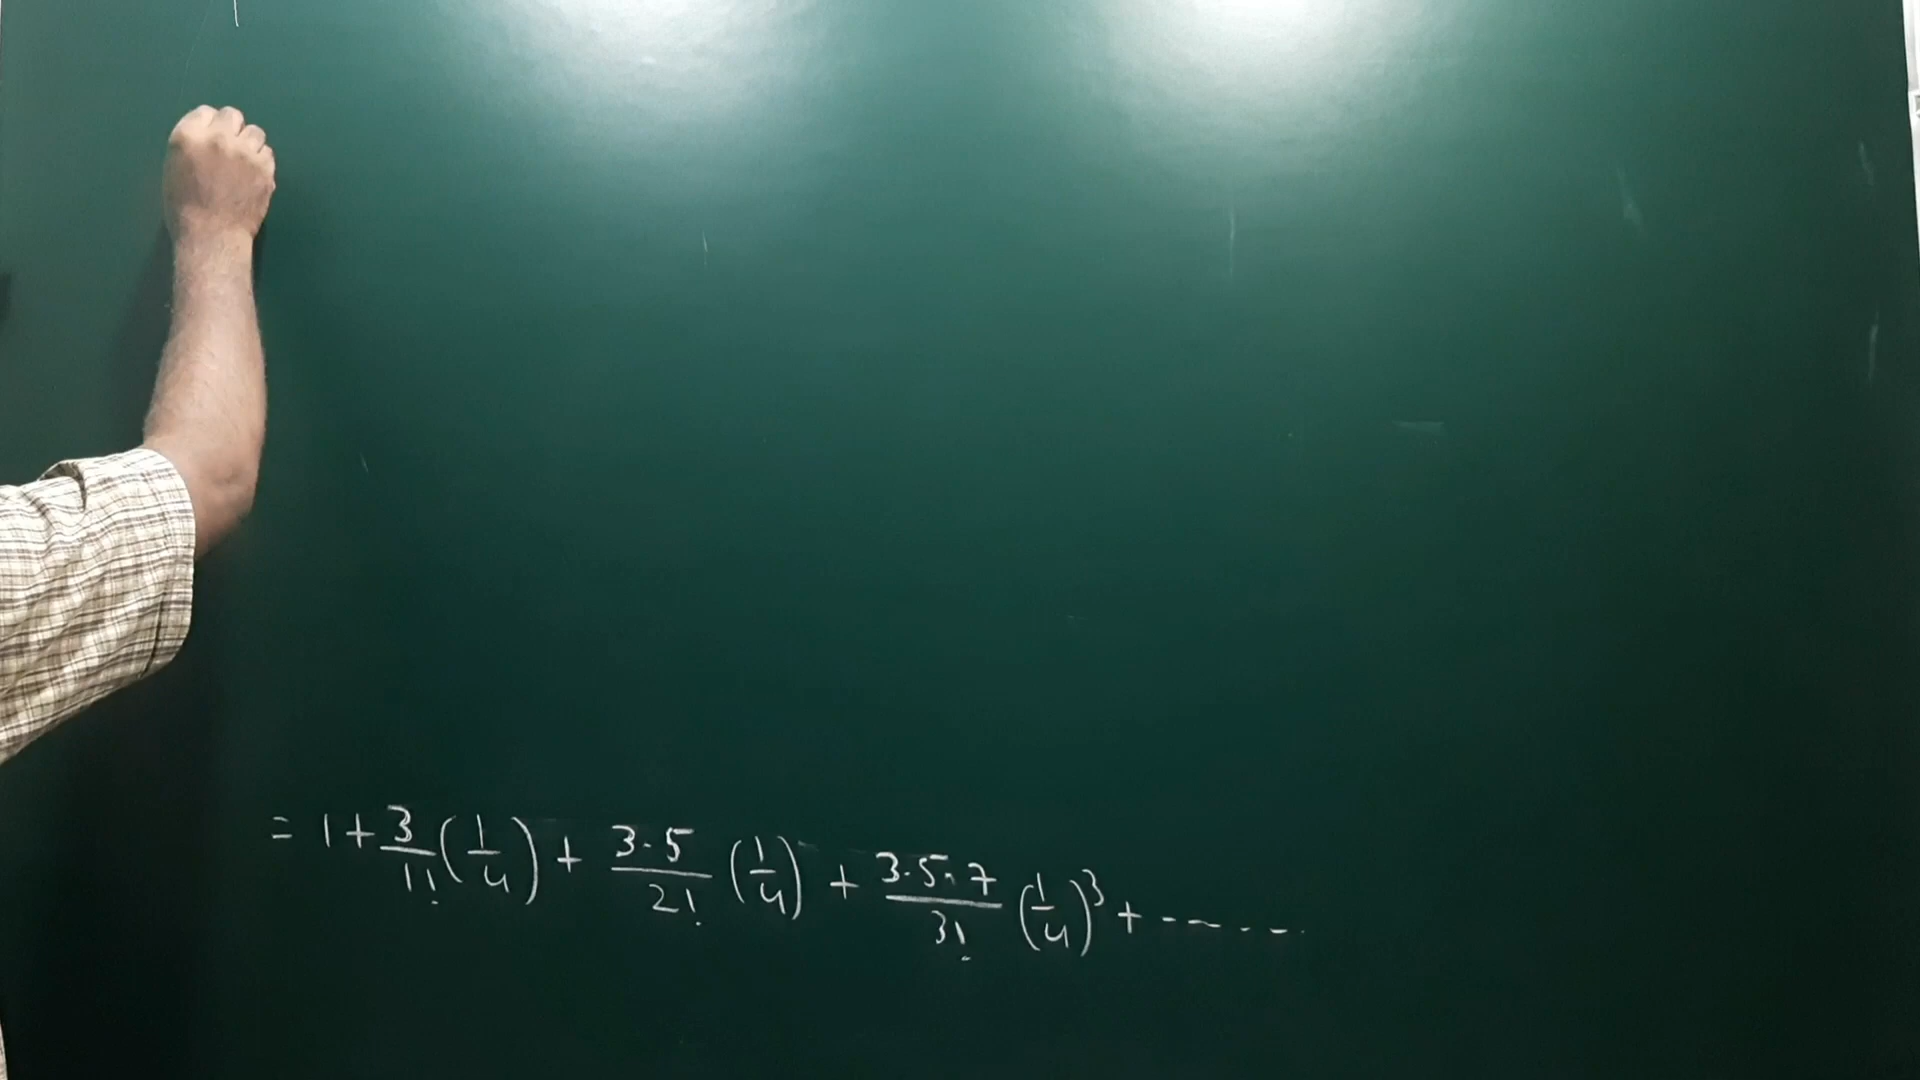 = 1 + 3/1! (1/4) + 3·5/2! (1/4) + 3·5·7/3! (1/4)³ + - - - - - -